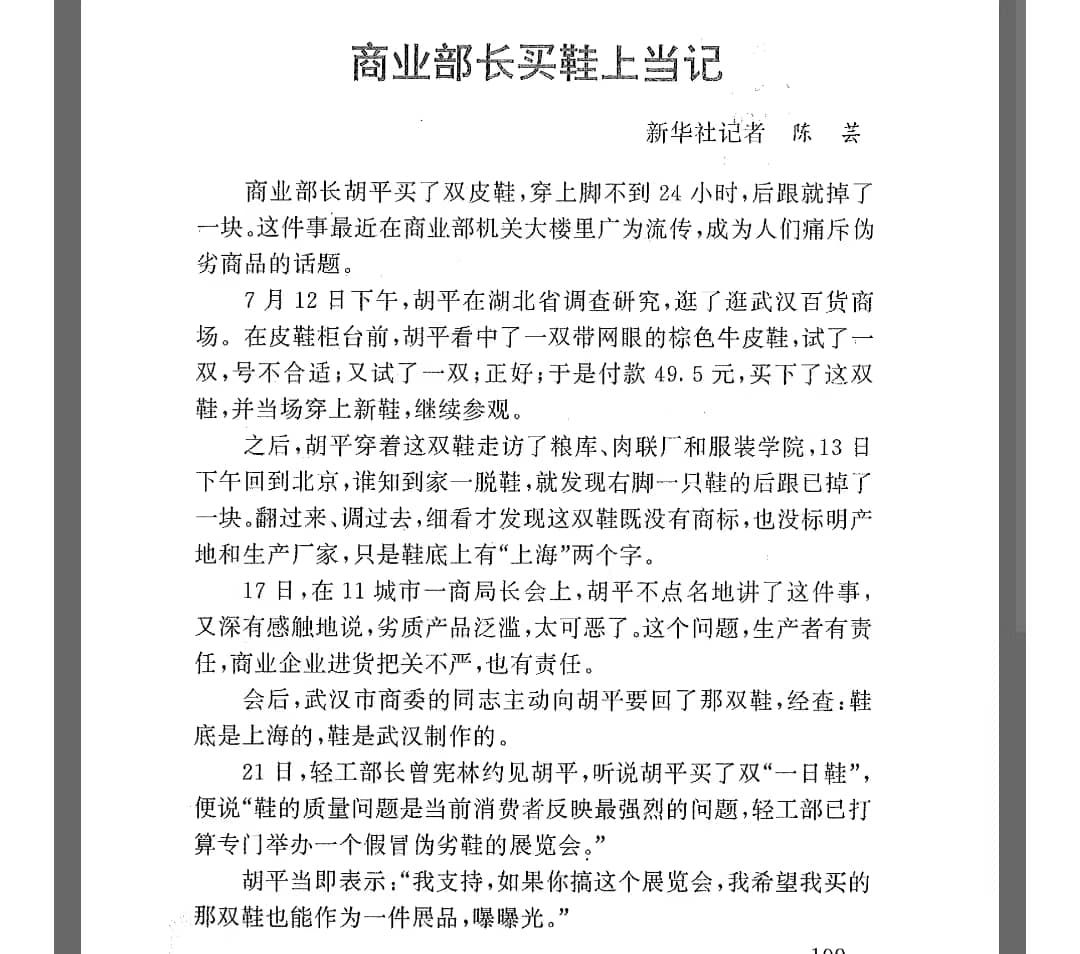 商业部长买鞋上当记
新华社记者 陈 芸
商业部长胡平买了双皮鞋,穿上脚不到 24 小时,后跟就掉了
一块。这件事最近在商业部机关大楼里广为流传,成为人们痛斥伪
劣商品的话题。
7 月 12 日下午,胡平在湖北省调查研究,逛了逛武汉百货商
场。在皮鞋柜台前,胡平看中了一双带网眼的棕色牛皮鞋,试了一
双,号不合适;又试了一双;正好;于是付款 49.5 元,买下了这双
鞋,并当场穿上新鞋,继续参观。
之后,胡平穿着这双鞋走访了粮库、肉联厂和服装学院,13 日
下午回到北京,谁知到家一脱鞋,就发现右脚一只鞋的后跟已掉了
一块。翻过来、调过去,细看才发现这双鞋既没有商标,也没标明产
地和生产厂家,只是鞋底上有“上海”两个字。
17 日,在 11 城市一商局长会上,胡平不点名地讲了这件事,
又深有感触地说,劣质产品泛滥,太可恶了。这个问题,生产者有责
任,商业企业进货把关不严,也有责任。
会后,武汉市商委的同志主动向胡平要回了那双鞋,经查:鞋
底是上海的,鞋是武汉制作的。
21 日,轻工部长曾宪林约见胡平,听说胡平买了双“一日鞋”,
便说“鞋的质量问题是当前消费者反映最强烈的问题,轻工部已打
算专门举办一个假冒伪劣鞋的展览会。”
胡平当即表示:“我支持,如果你搞这个展览会,我希望我买的
那双鞋也能作为一件展品,曝曝光。”